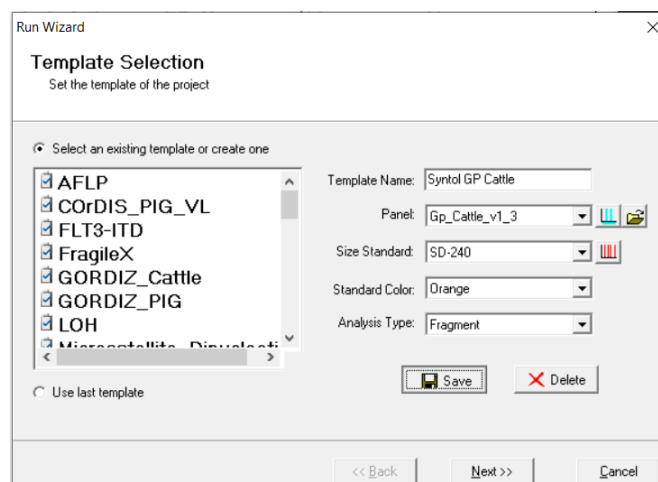 Run Wizard
Template Selection
Set the template of the project
Select an existing template or create one
AFLP
COrDIS_PIG_VL
FLT3-ITD
FragileX
GORDIZ_Cattle
GORDIZ_PIG
LOH
Template Name: Syntol GP Cattle
Panel: Gp_Cattle_v1_3
Size Standard: SD-240
Standard Color: Orange
Analysis Type: Fragment
Save Delete
Use last template
<< Back Next >> Cancel